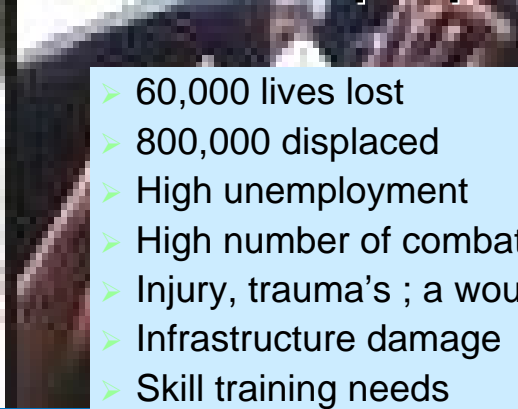 60,000 lives lost
800,000 displaced
High unemployment
High number of
Injury, trauma's ; a
Infrastructure damage
Skill training needs